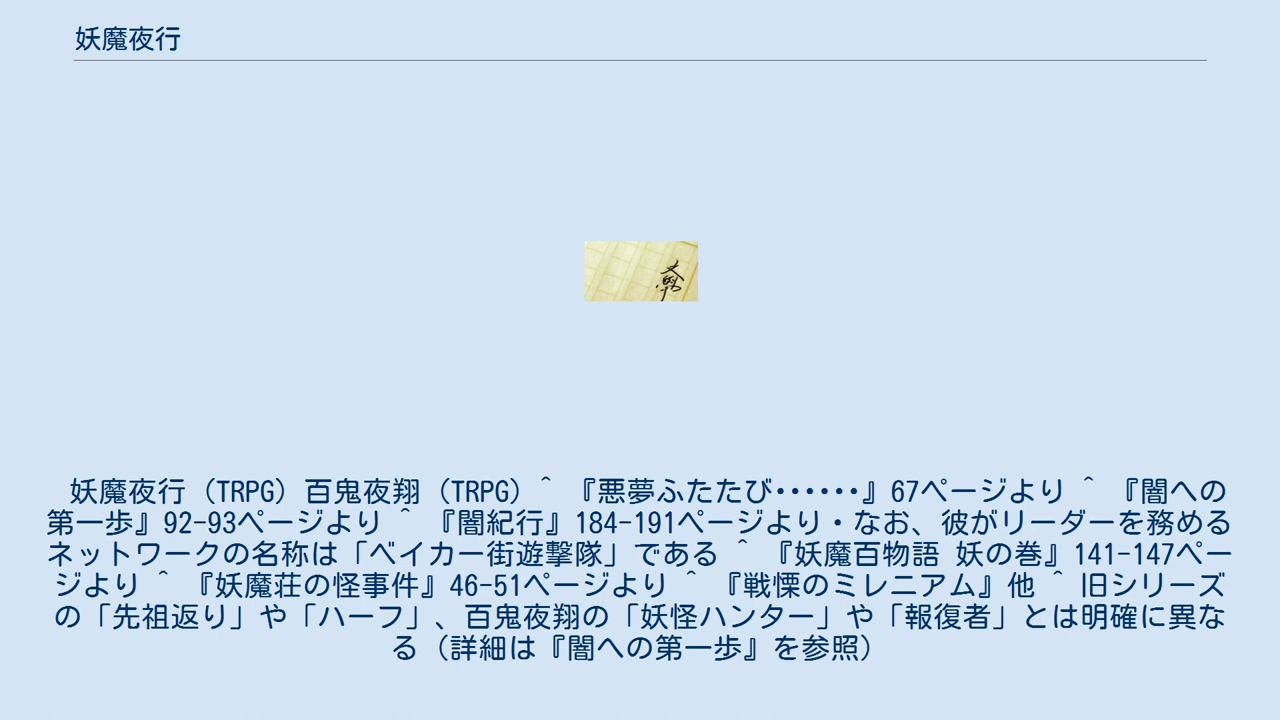 妖魔夜行
妖魔夜行（TRPG）百鬼夜翔（TRPG）^ 『悪夢ふたたび･･････』67ページより ^ 『闇への
第一歩』92-93ページより ^ 『闇紀行』184-191ページより・なお、彼がリーダーを務める
ネットワークの名称は「ベイカー街遊撃隊」である ^ 『妖魔百物語 妖の巻』141-147ペー
ジより ^ 『妖魔荘の怪事件』46-51ページより ^ 『戦慄のミレニアム』他 ^ 旧シリーズ
の「先祖返り」や「ハーフ」、百鬼夜翔の「妖怪ハンター」や「報復者」とは明確に異な
る（詳細は『闇への第一歩』を参照）